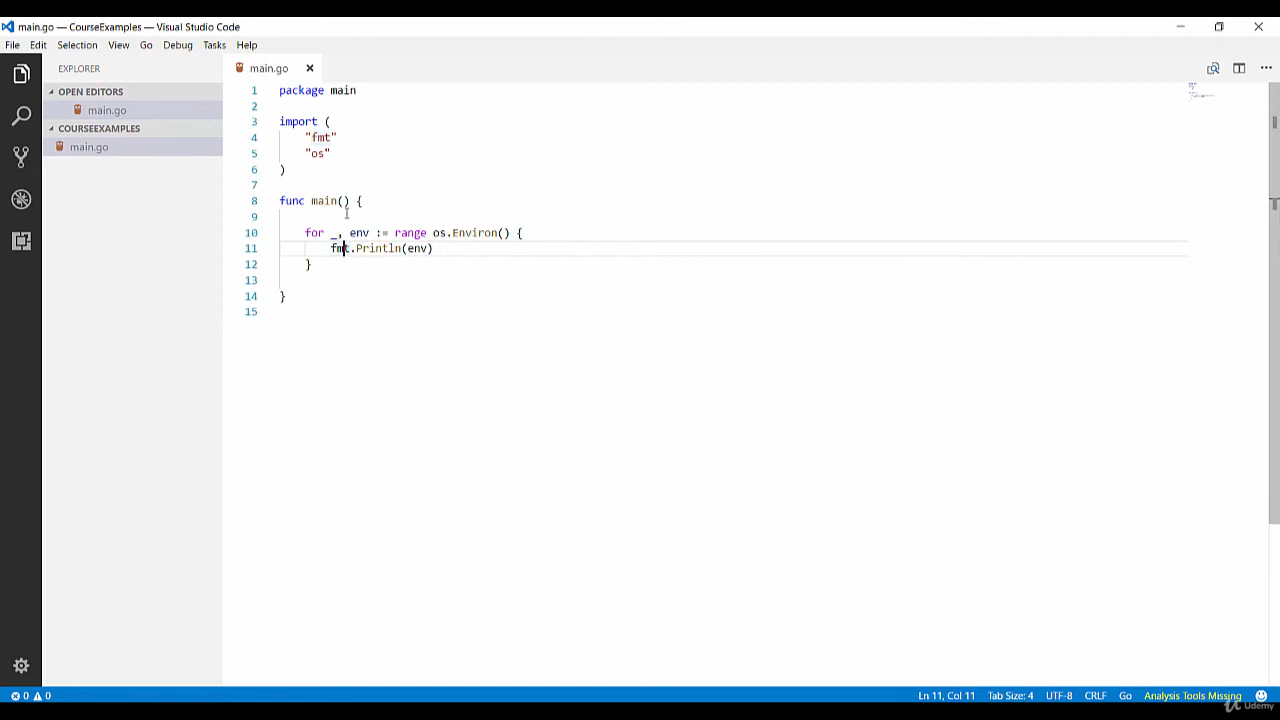 main.go — CourseExamples — Visual Studio Code
File Edit Selection View Go Debug Tasks Help
EXPLORER
OPEN EDITORS
main.go
COURSEEXAMPLES
main.go
main.go
1 package main
2
3 import (
4 "fmt"
5 "os"
6 )
7
8 func main() {
9
10 for _, env := range os.Environ() {
11 fmt.Println(env)
12 }
13
14 }
15
0 0 Ln 11, Col 11 Tab Size: 4 UTF-8 CRLF Go Analysis Tools Missing
Udemy